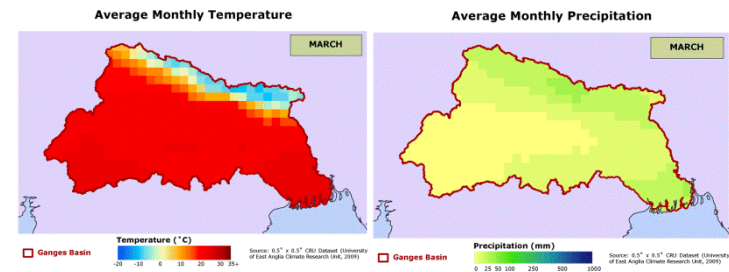 Average Monthly Temperature
MARCH
Ganges Basin
Temperature (°C)
-20 -10 0 10 20 30 35+
Source: 0.5° x 0.5° CRU Dataset (University
of East Anglia Climate Research Unit, 2009)
Average Monthly Precipitation
MARCH
Ganges Basin
Precipitation (mm)
0 25 50 100 250 500 1000
Source: 0.5° x 0.5° CRU Dataset (University
of East Anglia Climate Research Unit, 2009)